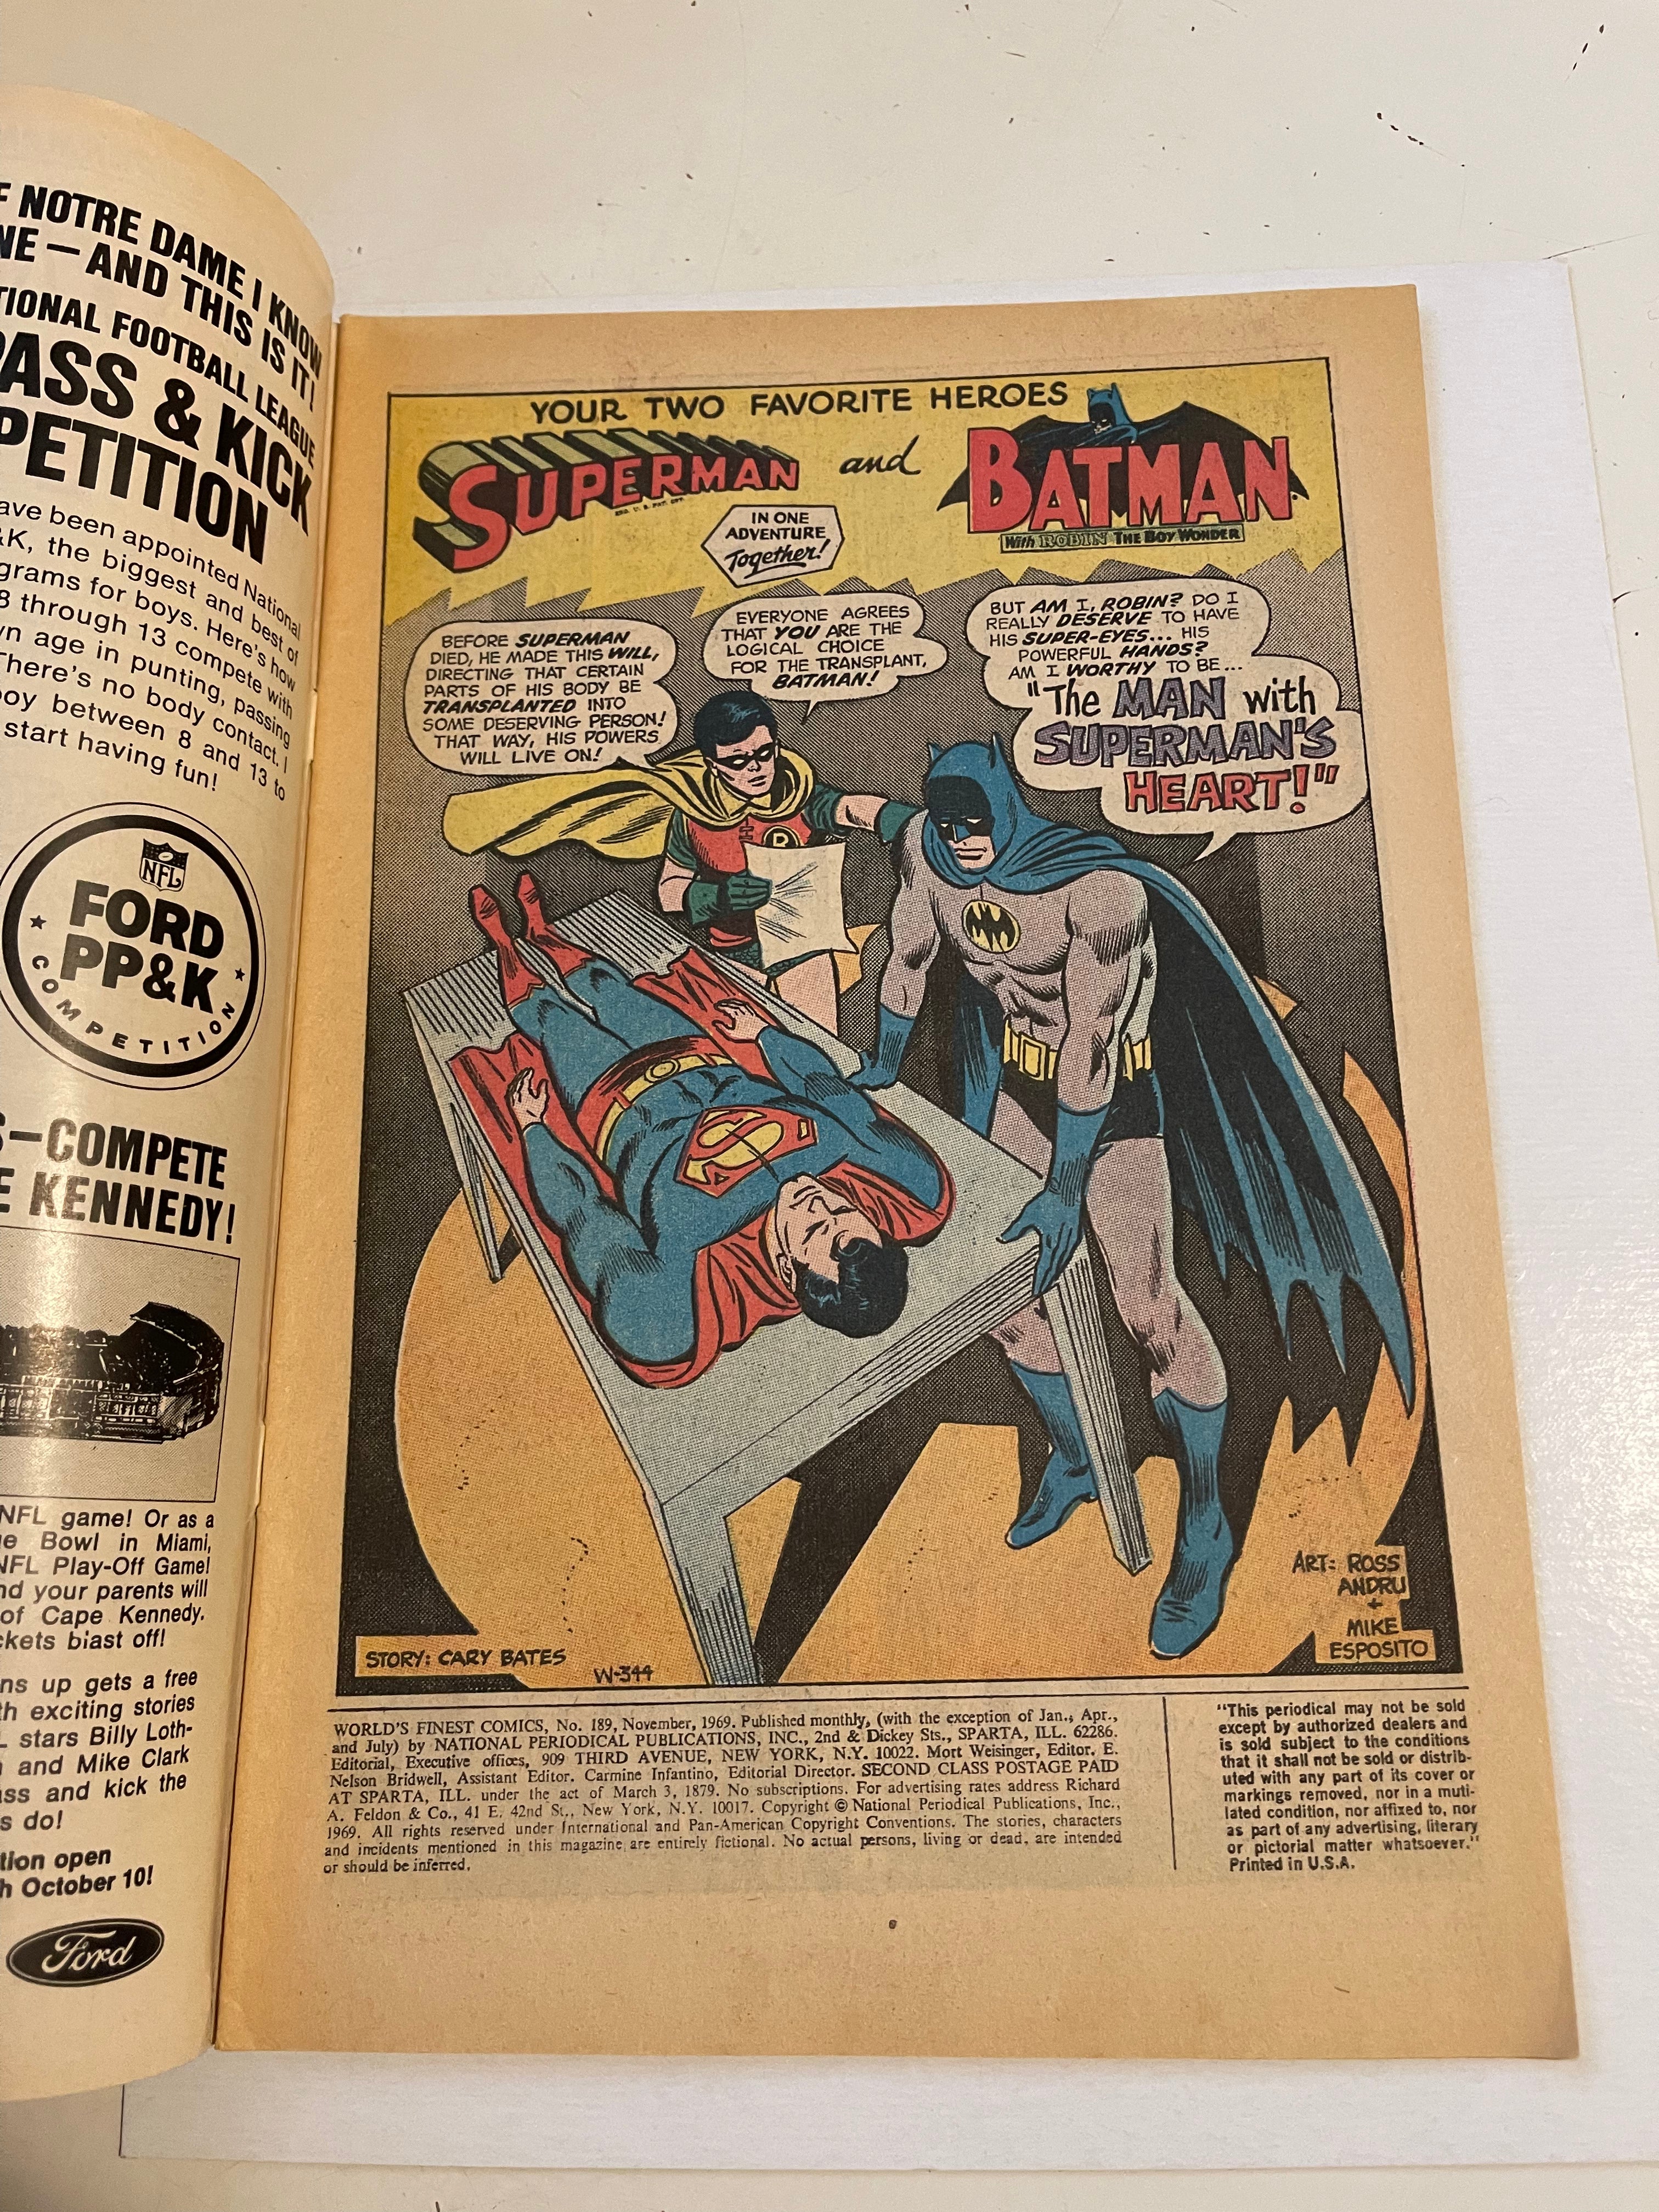 F NOTRE DAME I KNOW
NE — AND THIS IS IT!
TIONAL FOOTBALL LEAGUE
PASS & KICK
PETITION
ave been appointed National
&K, the biggest and best of
grams for boys. Here's how
8 through 13 compete with
wn age in punting, passing
There's no body contact. I
boy between 8 and 13 to
start having fun!
NFL
FORD
PP&K
COMPETITION
S—COMPETE
E KENNEDY!
NFL game! Or as a
ge Bowl in Miami,
NFL Play-Off Game!
nd your parents will
of Cape Kennedy.
ckets blast off!
ns up gets a free
th exciting stories
L stars Billy Loth-
n and Mike Clark
ass and kick the
s do!
tion open
h October 10!
Ford
YOUR TWO FAVORITE HEROES
SUPERMAN and BATMAN
REG. U. S. PAT. OFF.
With ROBIN THE BOY WONDER
IN ONE
ADVENTURE
Together!
BEFORE SUPERMAN
DIED, HE MADE THIS WILL,
DIRECTING THAT CERTAIN
PARTS OF HIS BODY BE
TRANSPLANTED INTO
SOME DESERVING PERSON!
THAT WAY, HIS POWERS
WILL LIVE ON!
EVERYONE AGREES
THAT YOU ARE THE
LOGICAL CHOICE
FOR THE TRANSPLANT,
BATMAN!
BUT AM I, ROBIN? DO I
REALLY DESERVE TO HAVE
HIS SUPER-EYES... HIS
POWERFUL HANDS?
AM I WORTHY TO BE...
"The MAN with
SUPERMAN'S
HEART!"
R
S
ART: ROSS
ANDRU
+
MIKE
ESPOSITO
STORY: CARY BATES
W-344
WORLD'S FINEST COMICS, No. 189, November, 1969. Published monthly, (with the exception of Jan., Apr.,
and July) by NATIONAL PERIODICAL PUBLICATIONS, INC., 2nd & Dickey Sts., SPARTA, ILL. 62286.
Editorial, Executive offices, 909 THIRD AVENUE, NEW YORK, N.Y. 10022. Mort Weisinger, Editor. E.
Nelson Bridwell, Assistant Editor. Carmine Infantino, Editorial Director. SECOND CLASS POSTAGE PAID
AT SPARTA, ILL. under the act of March 3, 1879. No subscriptions. For advertising rates address Richard
A. Feldon & Co., 41 E. 42nd St., New York, N.Y. 10017. Copyright © National Periodical Publications, Inc.,
1969. All rights reserved under International and Pan-American Copyright Conventions. The stories, characters
and incidents mentioned in this magazine are entirely fictional. No actual persons, living or dead, are intended
or should be inferred.
"This periodical may not be sold
except by authorized dealers and
is sold subject to the conditions
that it shall not be sold or distrib-
uted with any part of its cover or
markings removed, nor in a muti-
lated condition, nor affixed to, nor
as part of any advertising, literary
or pictorial matter whatsoever."
Printed in U.S.A.